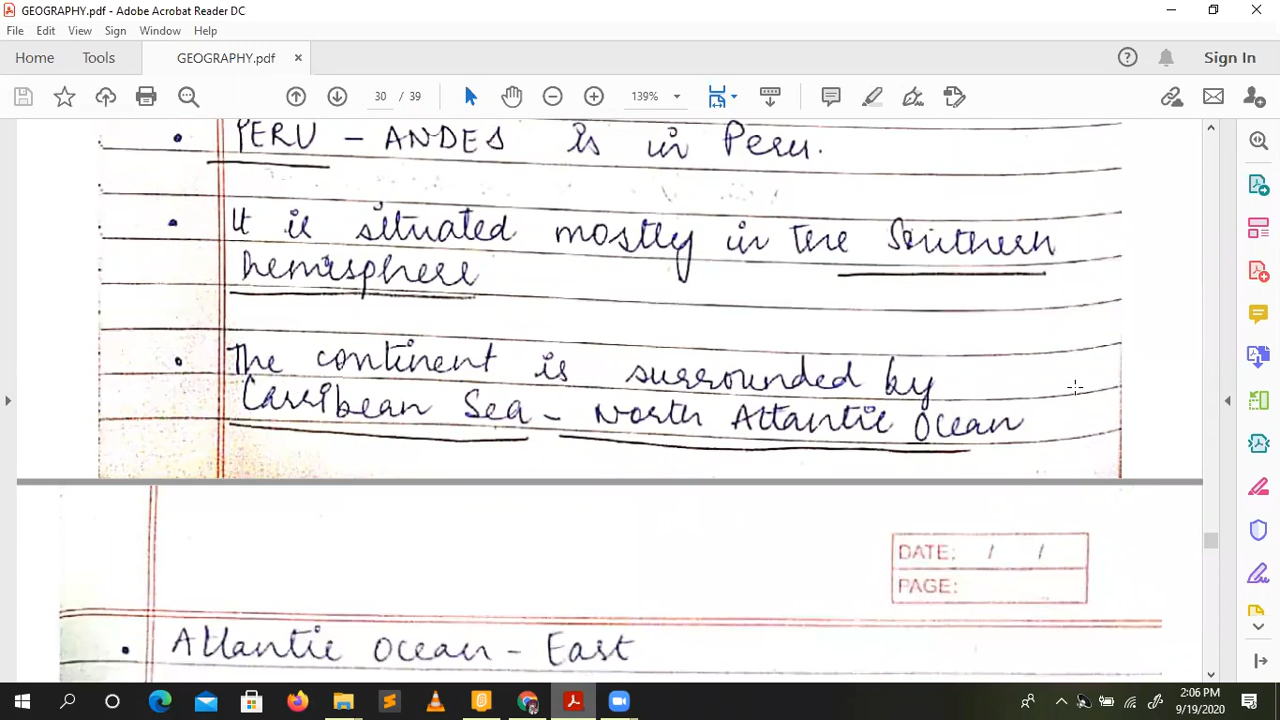 GEOGRAPHY.pdf - Adobe Acrobat Reader DC
File Edit View Sign Window Help
Home Tools GEOGRAPHY.pdf × Sign In
30 / 39 139%
• PERU - ANDES is in Peru.
• It is situated mostly in the Southern
hemisphere
• The continent is surrounded by
Carribean Sea - North Atlantic Ocean
DATE: / /
PAGE:
• Atlantic Ocean - East
2:06 PM
9/19/2020